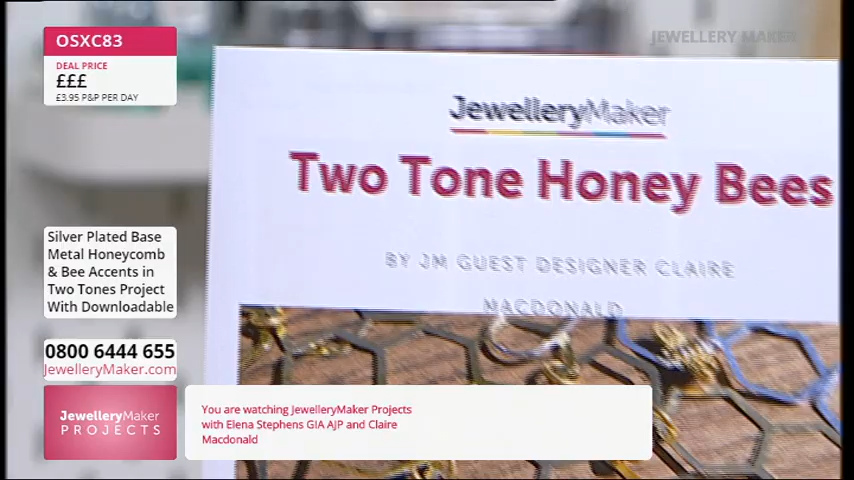 OSXC83
DEAL PRICE
£££
£3.95 P&P PER DAY
JEWELLERY MAKER
JewelleryMaker
Two Tone Honey Bees
BY JM GUEST DESIGNER CLAIRE
MACDONALD
Silver Plated Base
Metal Honeycomb
& Bee Accents in
Two Tones Project
With Downloadable
0800 6444 655
JewelleryMaker.com
JewelleryMaker
PROJECTS
You are watching JewelleryMaker Projects
with Elena Stephens GIA AJP and Claire
Macdonald